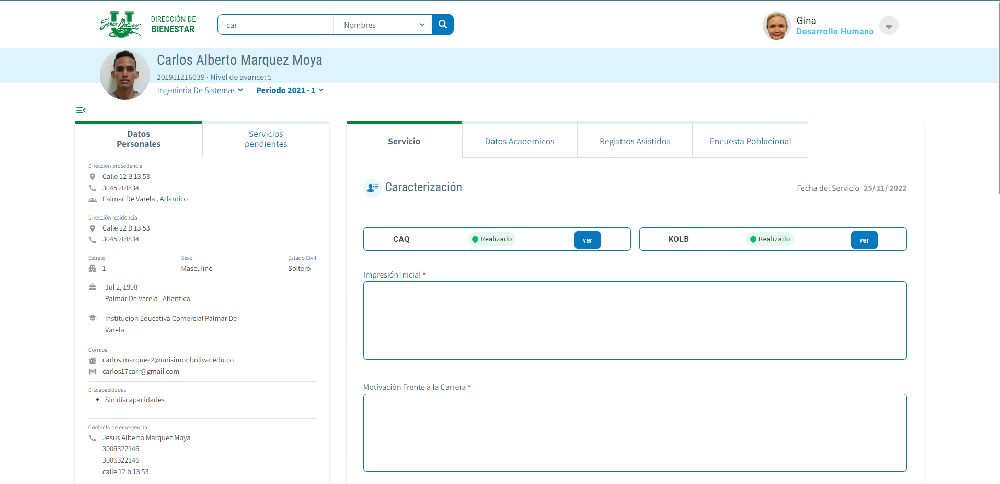 Simon Bolivar
DIRECCIÓN DE
BIENESTAR
car
Nombres
Gina
Desarrollo Humano
Carlos Alberto Marquez Moya
201911216039 · Nivel de avance: 5
Ingenieria De Sistemas
Periodo 2021 - 1
Datos
Personales
Servicios
pendientes
Dirección procedencia
Calle 12 B 13 53
3045918834
Palmar De Varela , Atlantico
Dirección residencia
Calle 12 B 13 53
3045918834
Estrato Sexo Estado Civil
1 Masculino Soltero
Jul 2, 1998
Palmar De Varela , Atlantico
Institucion Educativa Comercial Palmar De
Varela
Correos
carlos.marquez2@unisimonbolivar.edu.co
carlos17carr@gmail.com
Discapacidades
• Sin discapacidades
Contacto de emergencia
Jesus Alberto Marquez Moya
3006322146
3006322146
calle 12 b 13 53
Servicio
Datos Academicos
Registros Asistidos
Encuesta Poblacional
Caracterización
Fecha del Servicio 25/ 11/ 2022
CAQ Realizado ver
KOLB Realizado ver
Impresión Inicial *
Motivación Frente a la Carrera *